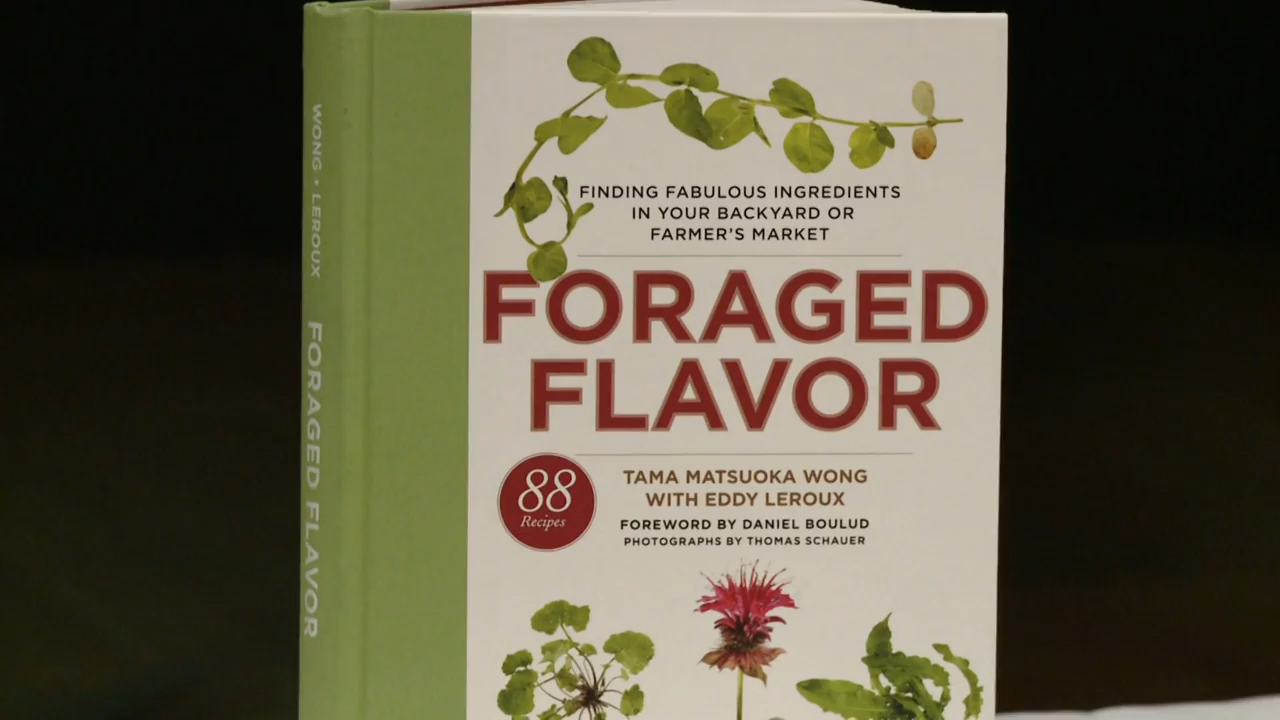 WONG • LEROUX
FORAGED FLAVOR
FINDING FABULOUS INGREDIENTS
IN YOUR BACKYARD OR
FARMER'S MARKET
FORAGED
FLAVOR
88
Recipes
TAMA MATSUOKA WONG
WITH EDDY LEROUX
FOREWORD BY DANIEL BOULUD
PHOTOGRAPHS BY THOMAS SCHAUER